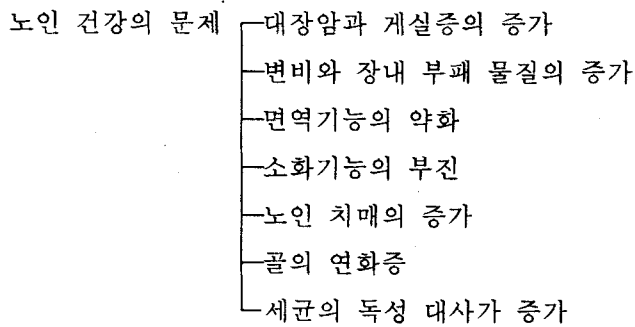 노인 건강의 문제 대장암과 게실증의 증가
변비와 장내 부패 물질의 증가
면역기능의 약화
소화기능의 부진
노인 치매의 증가
골의 연화증
세균의 독성 대사가 증가